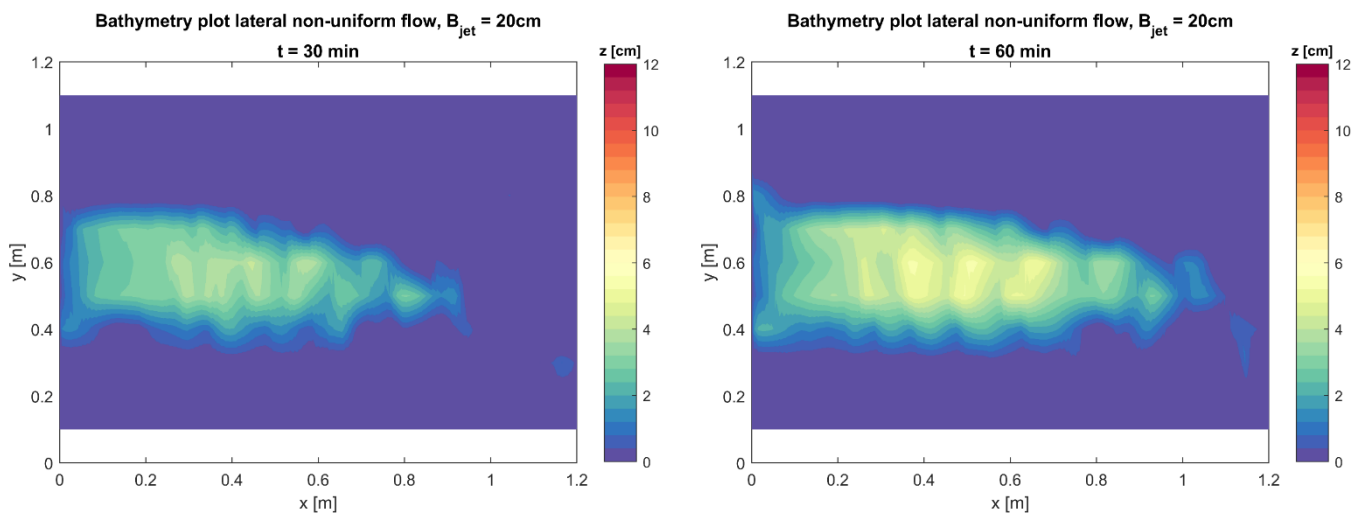 Bathymetry plot lateral non-uniform flow, B_jet = 20cm
t = 30 min
z [cm]
1.2
1
0.8
0.6
0.4
0.2
0
y [m]
0 0.2 0.4 0.6 0.8 1 1.2
x [m]
12
10
8
6
4
2
0
Bathymetry plot lateral non-uniform flow, B_jet = 20cm
t = 60 min
z [cm]
1.2
1
0.8
0.6
0.4
0.2
0
y [m]
0 0.2 0.4 0.6 0.8 1 1.2
x [m]
12
10
8
6
4
2
0